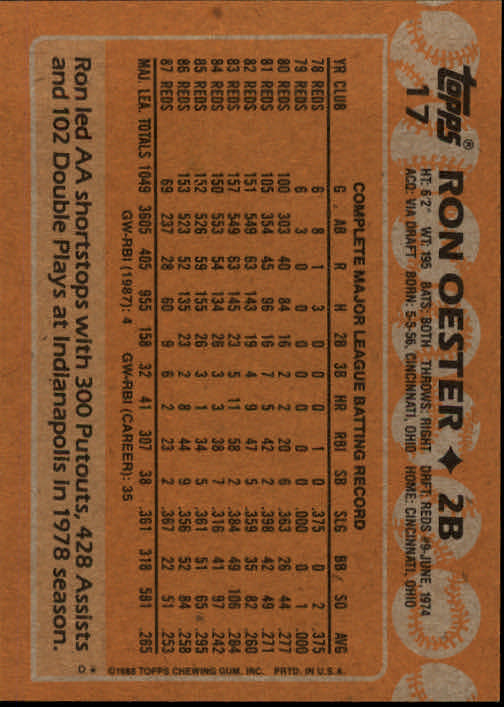 topps®
17
RON OESTER ♦ 2B
HT: 6'2" WT: 195 BATS: BOTH THROWS: RIGHT DRFT: REDS #9-JUNE, 1974
ACQ: VIA DRAFT BORN: 5-5-56, CINCINNATI, OHIO HOME: CINCINNATI, OHIO
COMPLETE MAJOR LEAGUE BATTING RECORD
YR CLUB G AB R H 2B 3B HR RBI SB SLG BB SO AVG
78 REDS 6 8 1 3 0 0 0 1 0 .375 0 2 .375
79 REDS 6 3 0 0 0 0 0 0 0 .000 0 1 .000
80 REDS 100 303 40 84 16 2 2 20 6 .363 26 44 .277
81 REDS 105 354 45 96 16 7 5 42 2 .398 42 49 .271
82 REDS 151 549 63 143 19 4 9 47 5 .359 35 82 .260
83 REDS 157 549 63 145 23 5 11 58 2 .384 49 106 .264
84 REDS 150 553 54 134 26 3 3 38 7 .316 41 97 .242
85 REDS 152 526 59 155 26 3 1 34 5 .361 51 65 .295
86 REDS 153 523 52 135 23 2 8 44 9 .356 52 84 .258
87 REDS 69 237 28 60 9 6 2 23 2 .367 22 51 .253
MAJ. LEA. TOTALS 1049 3605 405 955 158 32 41 307 38 .361 318 581 .265
GW-RBI (1987): 4 GW-RBI (CAREER): 35
©1988 TOPPS CHEWING GUM, INC. PRTD. IN U.S.A.
Ron led AA shortstops with 300 Putouts, 428 Assists
and 102 Double Plays at Indianapolis in 1978 season.
D*